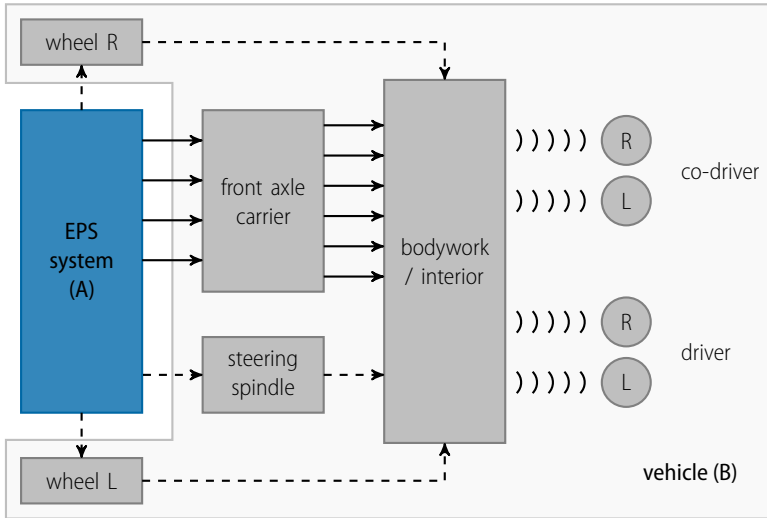 wheel R
EPS
system
(A)
front axle
carrier
steering
spindle
wheel L
bodywork
/ interior
R
L
co-driver
R
L
driver
vehicle (B)